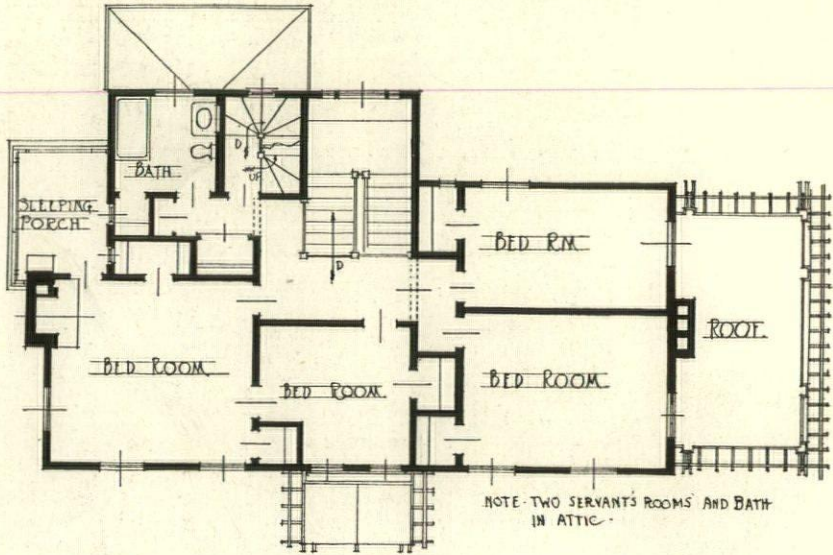 BATH
D
UP
SLEEPING
PORCH
D
BED RM.
ROOF.
BED ROOM
BED ROOM
BED ROOM
NOTE - TWO SERVANT'S ROOMS AND BATH
IN ATTIC -